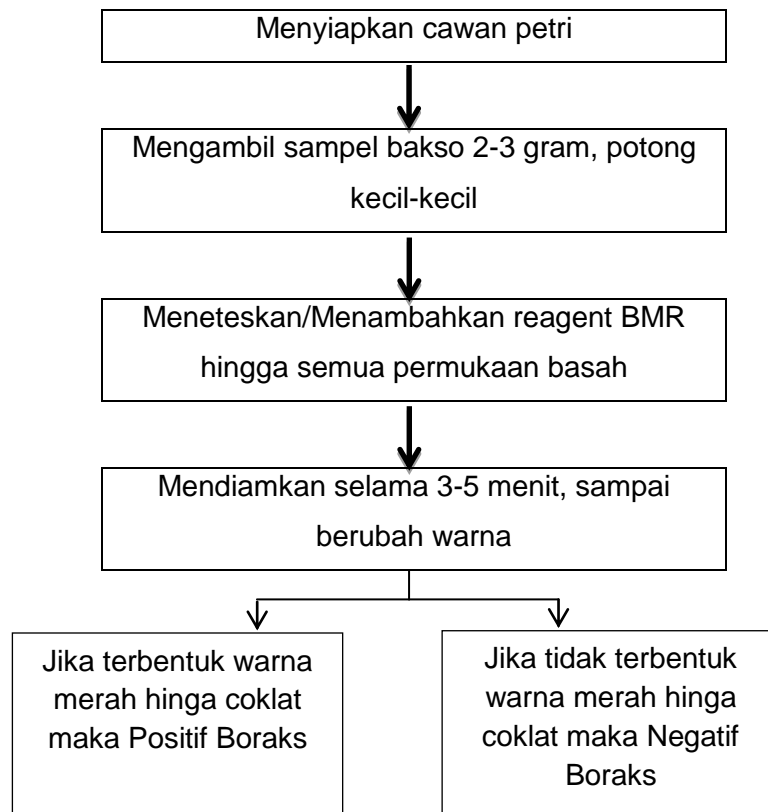 Menyiapkan cawan petri
Mengambil sampel bakso 2-3 gram, potong
kecil-kecil
Meneteskan/Menambahkan reagent BMR
hingga semua permukaan basah
Mendiamkan selama 3-5 menit, sampai
berubah warna
Jika terbentuk warna
merah hinga coklat
maka Positif Boraks
Jika tidak terbentuk
warna merah hinga
coklat maka Negatif
Boraks